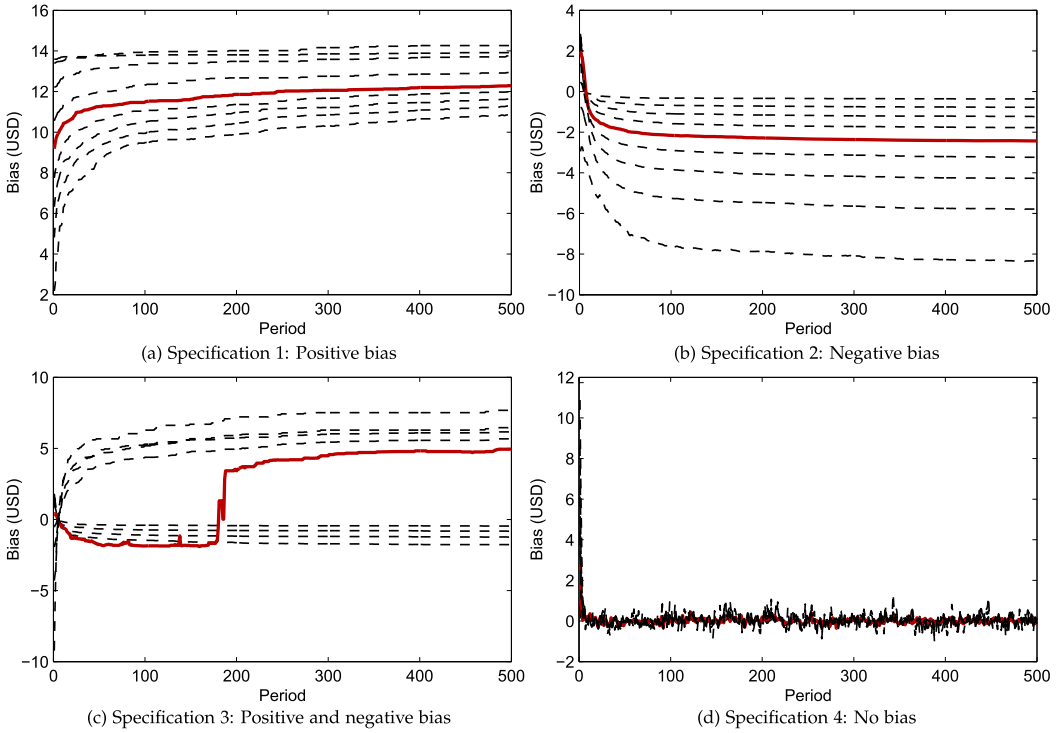 16
14
12
10
8
6
4
2
Bias (USD)
0 100 200 300 400 500
Period
(a) Specification 1: Positive bias
4
2
0
−2
−4
−6
−8
−10
Bias (USD)
0 100 200 300 400 500
Period
(b) Specification 2: Negative bias
10
5
0
−5
−10
Bias (USD)
0 100 200 300 400 500
Period
(c) Specification 3: Positive and negative bias
12
10
8
6
4
2
0
−2
Bias (USD)
0 100 200 300 400 500
Period
(d) Specification 4: No bias